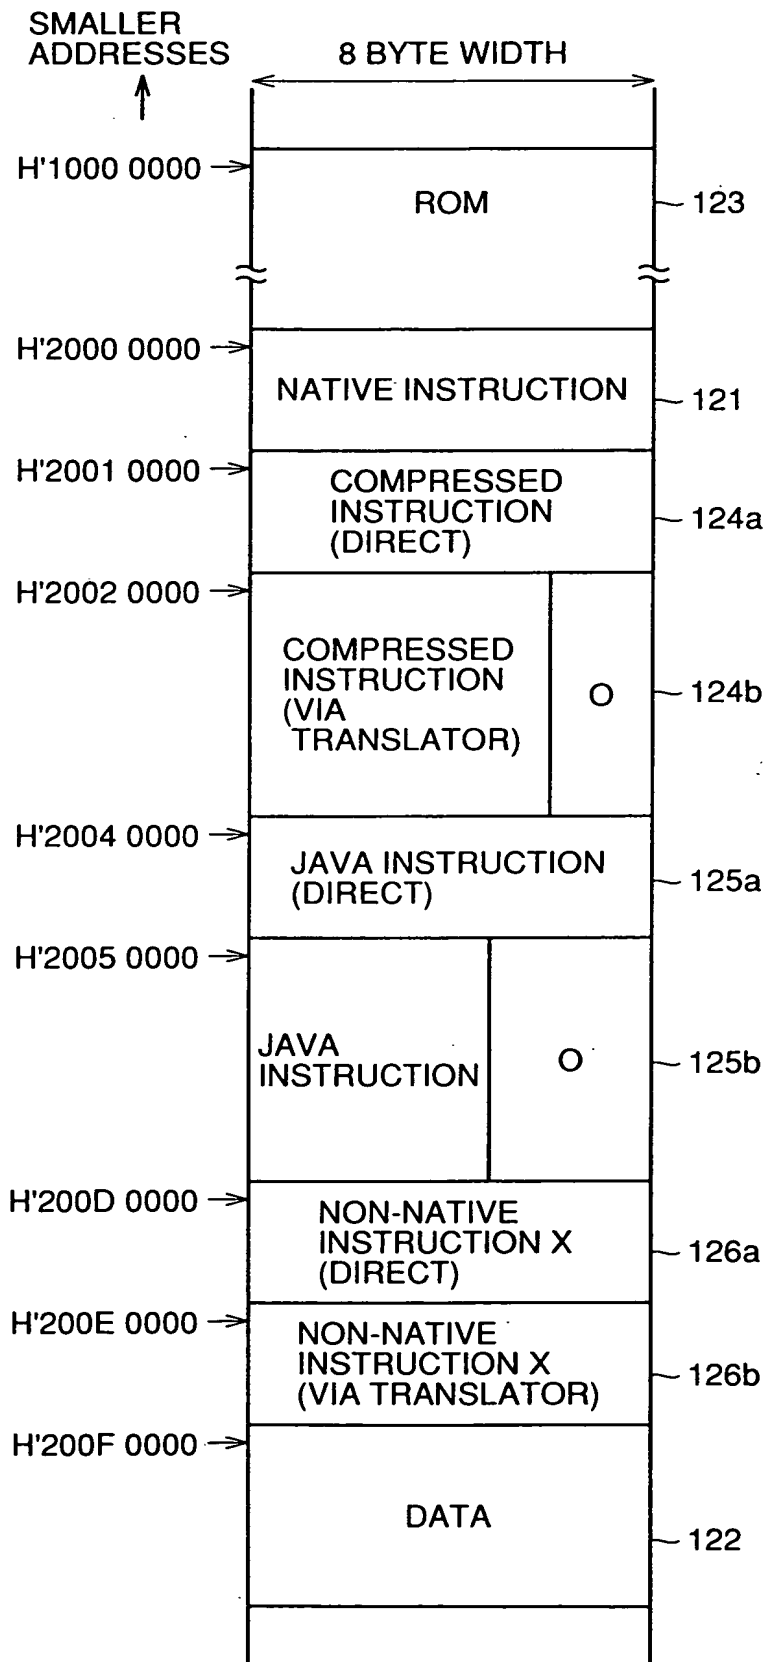 SMALLER
ADDRESSES
8 BYTE WIDTH
H'1000 0000
ROM
123
H'2000 0000
NATIVE INSTRUCTION
121
H'2001 0000
COMPRESSED
INSTRUCTION
(DIRECT)
124a
H'2002 0000
COMPRESSED
INSTRUCTION
(VIA
TRANSLATOR)
O
124b
H'2004 0000
JAVA INSTRUCTION
(DIRECT)
125a
H'2005 0000
JAVA
INSTRUCTION
O
125b
H'200D 0000
NON-NATIVE
INSTRUCTION X
(DIRECT)
126a
H'200E 0000
NON-NATIVE
INSTRUCTION X
(VIA TRANSLATOR)
126b
H'200F 0000
DATA
122